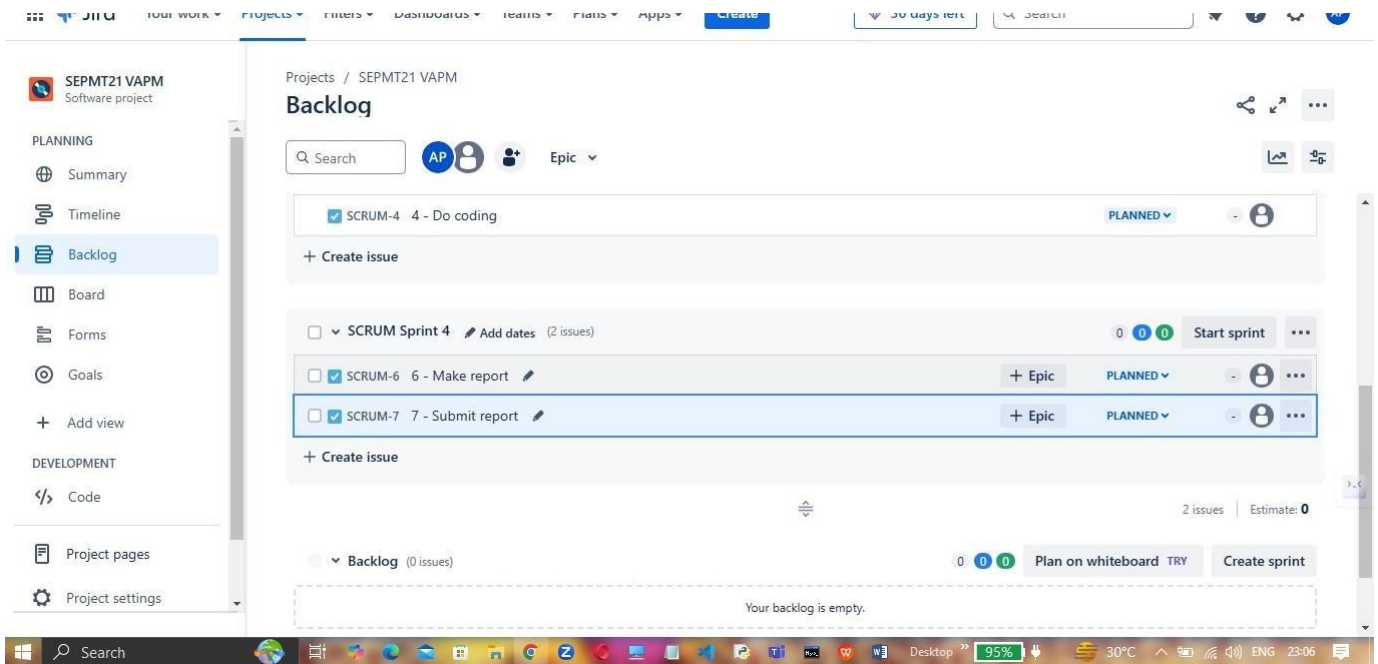 Jira Your work Projects Filters Dashboards Teams Plans Apps Create 30 days left Search AP
SEPMT21 VAPM
Software project
PLANNING
Summary
Timeline
Backlog
Board
Forms
Goals
Add view
DEVELOPMENT
Code
Project pages
Project settings
Projects / SEPMT21 VAPM
Backlog
Search AP Epic
SCRUM-4 4 - Do coding PLANNED -
+ Create issue
SCRUM Sprint 4 Add dates (2 issues) 0 0 0 Start sprint
SCRUM-6 6 - Make report + Epic PLANNED -
SCRUM-7 7 - Submit report + Epic PLANNED -
+ Create issue
2 issues Estimate: 0
Backlog (0 issues) 0 0 0 Plan on whiteboard TRY Create sprint
Your backlog is empty.
Search Desktop 95% 30°C ENG 23:06